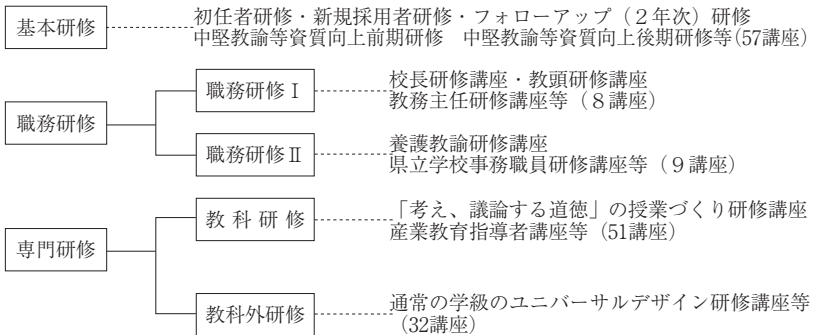 基本研修
初任者研修・新規採用者研修・フォローアップ(2年次)研修
中堅教諭等資質向上前期研修 中堅教諭等資質向上後期研修等(57講座)
職務研修
職務研修Ⅰ
校長研修講座・教頭研修講座
教務主任研修講座等(8講座)
職務研修Ⅱ
養護教諭研修講座
県立学校事務職員研修講座等(9講座)
専門研修
教科研修
「考え、議論する道徳」の授業づくり研修講座
産業教育指導者講座等(51講座)
教科外研修
通常の学級のユニバーサルデザイン研修講座等
(32講座)